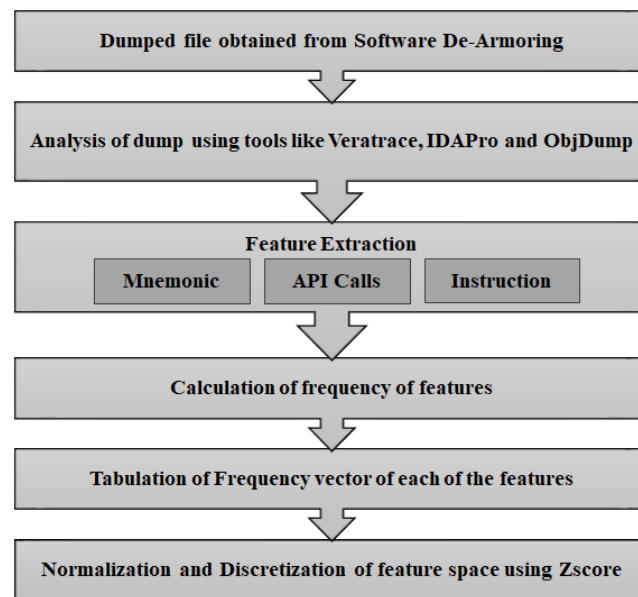 Dumped file obtained from Software De-Armoring
Analysis of dump using tools like Veratrace, IDAPro and ObjDump
Feature Extraction
Mnemonic
API Calls
Instruction
Calculation of frequency of features
Tabulation of Frequency vector of each of the features
Normalization and Discretization of feature space using Zscore